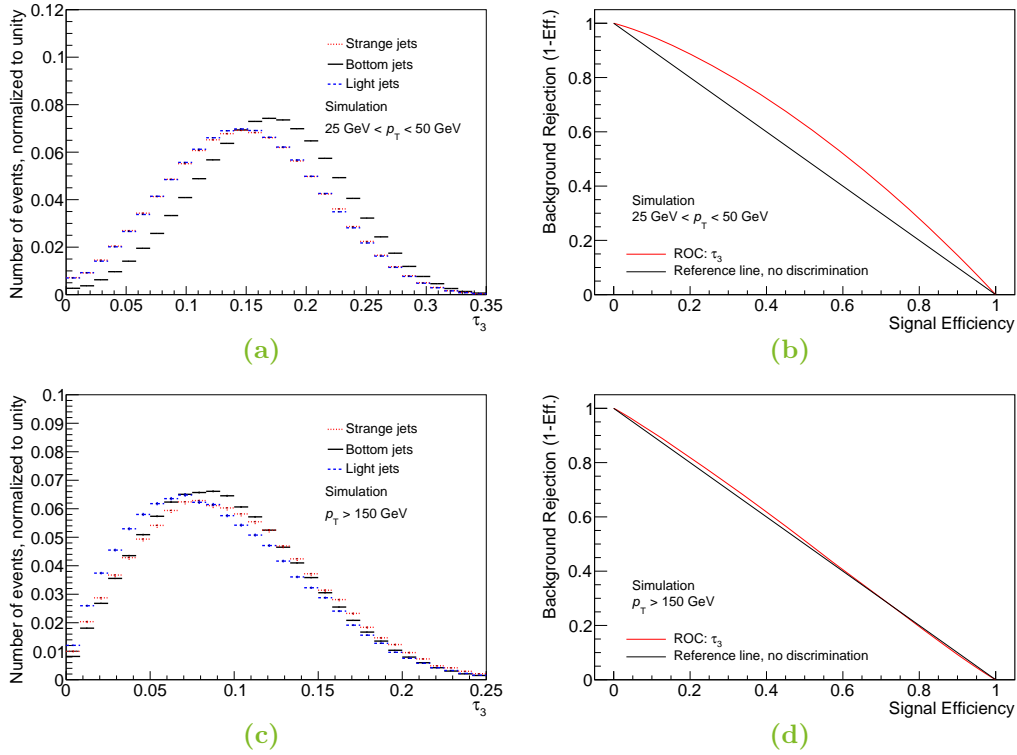 Number of events, normalized to unity
0.12
0.1
0.08
0.06
0.04
0.02
0
Strange jets
Bottom jets
Light jets
Simulation
25 GeV < p_T < 50 GeV
0 0.05 0.1 0.15 0.2 0.25 0.3 0.35
τ₃
(a)
Background Rejection (1-Eff.)
1
0.8
0.6
0.4
0.2
0
Simulation
25 GeV < p_T < 50 GeV
ROC: τ₃
Reference line, no discrimination
0 0.2 0.4 0.6 0.8 1
Signal Efficiency
(b)
Number of events, normalized to unity
0.1
0.09
0.08
0.07
0.06
0.05
0.04
0.03
0.02
0.01
0
Strange jets
Bottom jets
Light jets
Simulation
p_T > 150 GeV
0 0.05 0.1 0.15 0.2 0.25
τ₃
(c)
Background Rejection (1-Eff.)
1
0.8
0.6
0.4
0.2
0
Simulation
p_T > 150 GeV
ROC: τ₃
Reference line, no discrimination
0 0.2 0.4 0.6 0.8 1
Signal Efficiency
(d)